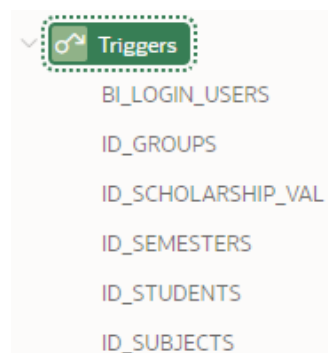 Triggers
BI_LOGIN_USERS
ID_GROUPS
ID_SCHOLARSHIP_VAL
ID_SEMESTERS
ID_STUDENTS
ID_SUBJECTS